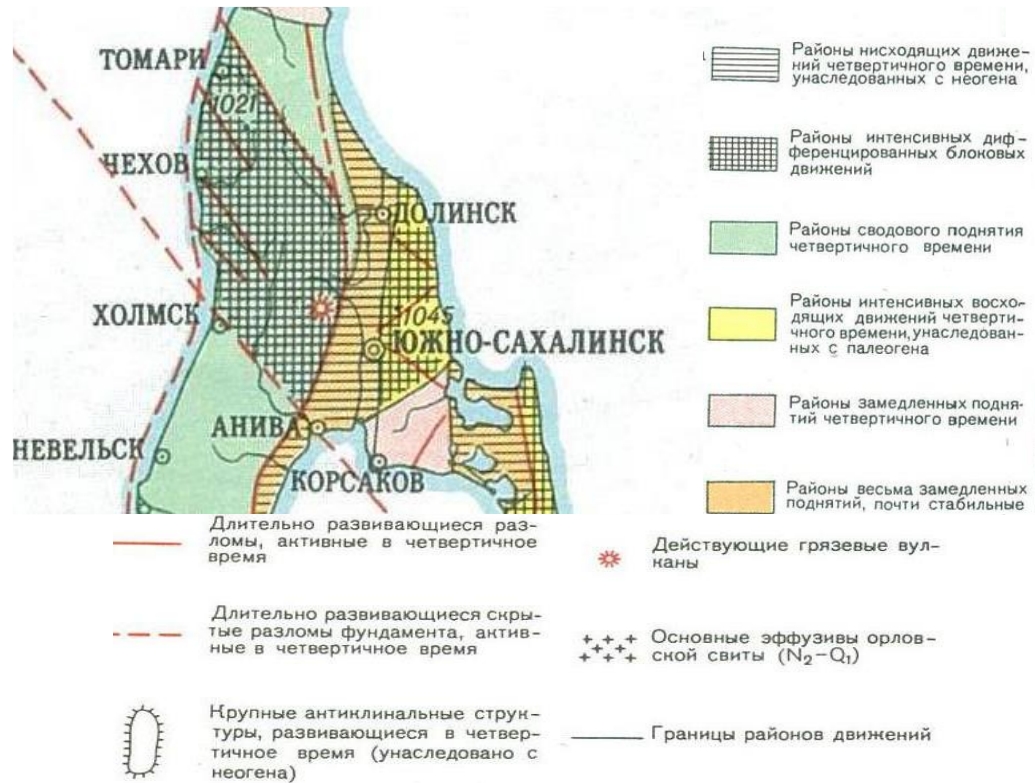 ТОМАРИ
1021
ЧЕХОВ
ДОЛИНСК
ХОЛМСК
1045
ЮЖНО-САХАЛИНСК
АНИВА
НЕВЕЛЬСК
КОРСАКОВ
Районы нисходящих движе-
ний четвертичного времени,
унаследованных с неогена
Районы интенсивных диф-
ференцированных блоковых
движений
Районы сводового поднятия
четвертичного времени
Районы интенсивных восхо-
дящих движений четверти-
чного времени, унаследован-
ных с палеогена
Районы замедленных подня-
тий четвертичного времени
Районы весьма замедленных
поднятий, почти стабильные
Длительно развивающиеся раз-
ломы, активные в четвертичное
время
Длительно развивающиеся скры-
тые разломы фундамента, актив-
ные в четвертичное время
Крупные антиклинальные струк-
туры, развивающиеся в четвер-
тичное время (унаследовано с
неогена)
Действующие грязевые вул-
каны
Основные эффузивы орлов-
ской свиты (N₂–Q₁)
Границы районов движений